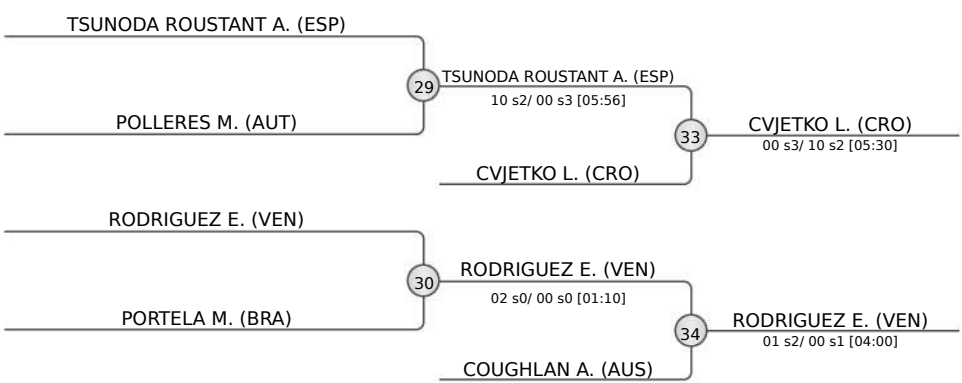 TSUNODA ROUSTANT A. (ESP)
29
TSUNODA ROUSTANT A. (ESP)
10 s2/ 00 s3 [05:56]
POLLERES M. (AUT)
33
CVJETKO L. (CRO)
00 s3/ 10 s2 [05:30]
CVJETKO L. (CRO)
RODRIGUEZ E. (VEN)
30
RODRIGUEZ E. (VEN)
02 s0/ 00 s0 [01:10]
PORTELA M. (BRA)
34
RODRIGUEZ E. (VEN)
01 s2/ 00 s1 [04:00]
COUGHLAN A. (AUS)